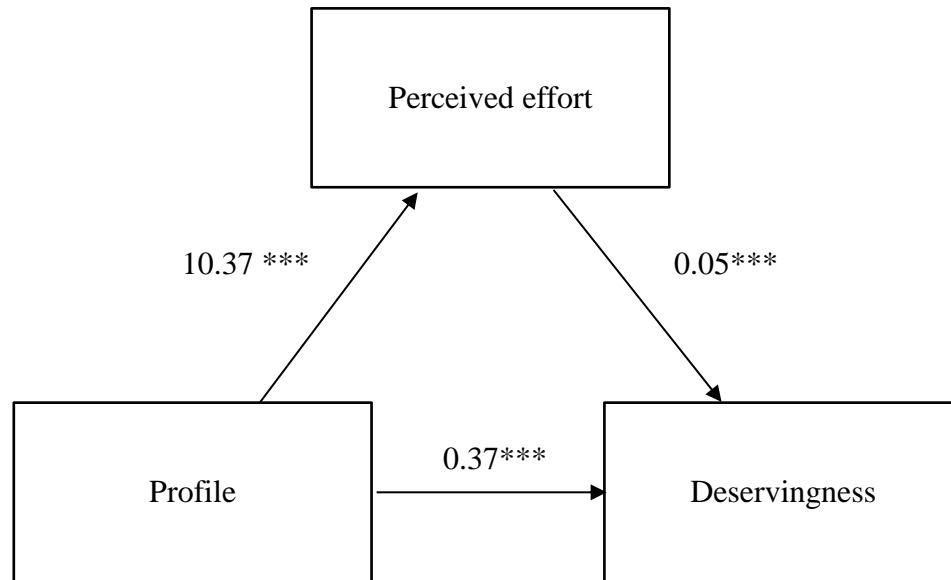 Perceived effort
10.37 ***
0.05***
0.37***
Profile
Deservingness